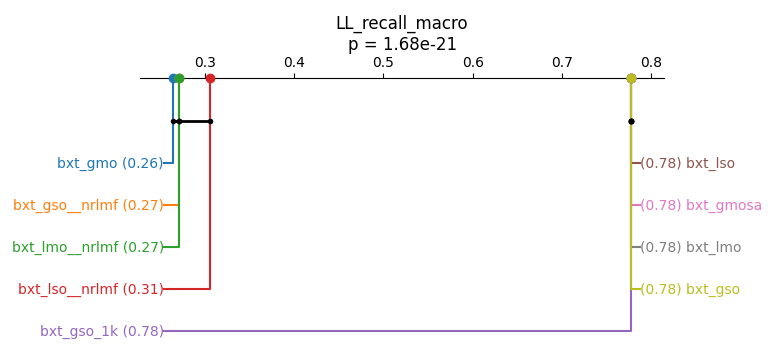 LL_recall_macro
p = 1.68e-21
0.3 0.4 0.5 0.6 0.7 0.8
bxt_gmo (0.26) (0.78) bxt_lso
bxt_gso__nrlmf (0.27) (0.78) bxt_gmosa
bxt_lmo__nrlmf (0.27) (0.78) bxt_lmo
bxt_lso__nrlmf (0.31) (0.78) bxt_gso
bxt_gso_1k (0.78)